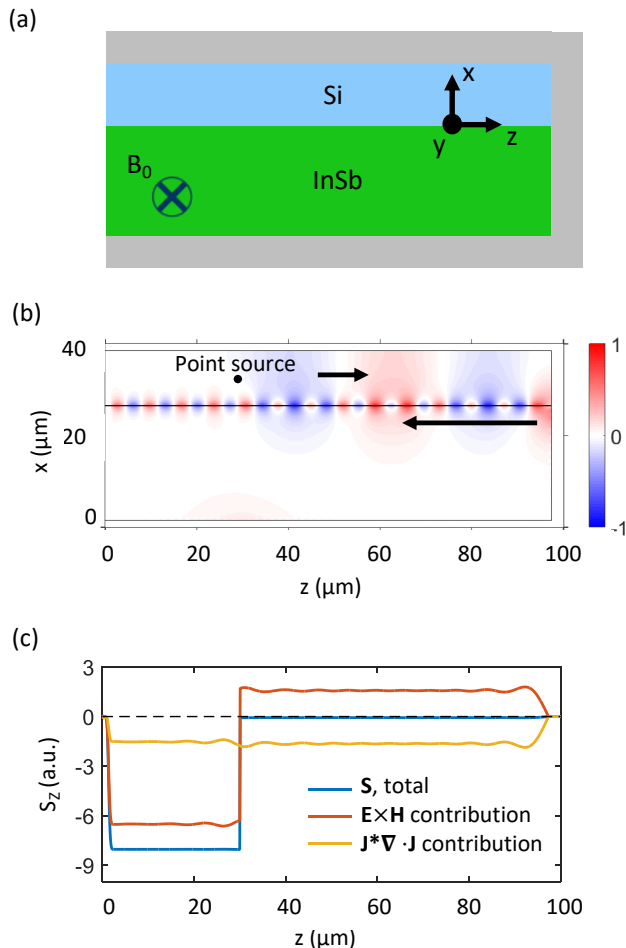 (a)
Si
x
y
z
B₀
InSb
(b)
40
20
0
x (μm)
Point source
1
0
-1
0
20
40
60
80
100
z (μm)
(c)
3
0
-3
-6
-9
S_Z (a.u.)
S, total
E×H contribution
J*∇ ·J contribution
0
20
40
60
80
100
z (μm)